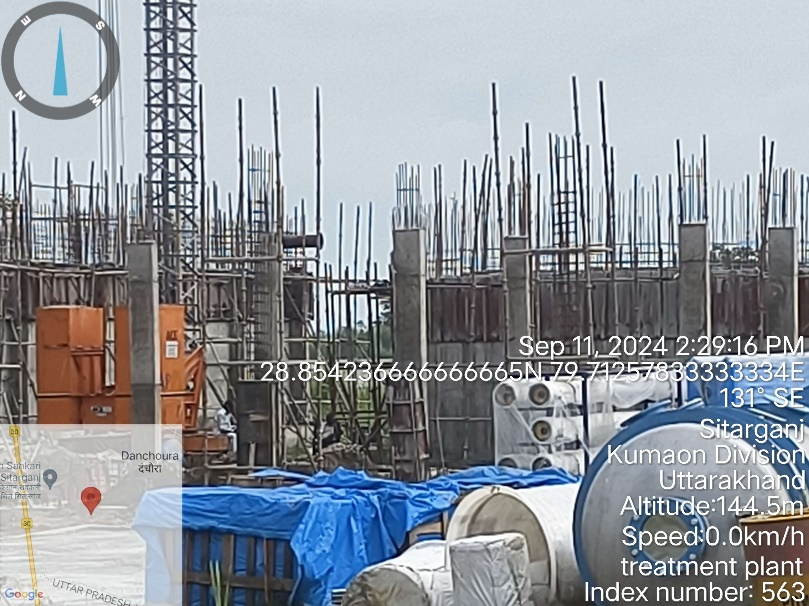 E
S
N
W
Sep 11, 2024 2:29:16 PM
28.854236666666665N 79.71257833333334E
131° SE
Sitarganj
Kumaon Division
Uttarakhand
Altitude:144.5m
Speed:0.0km/h
treatment plant
Index number: 563
Danchoura
दंचौरा
Sankari
Sitarganj
UTTAR PRADESH
Google